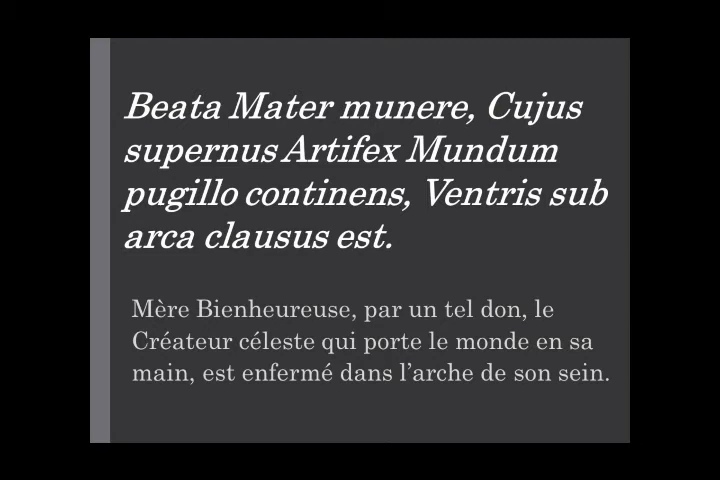 Beata Mater munere, Cujus
supernus Artifex Mundum
pugillo continens, Ventris sub
arca clausus est.
Mère Bienheureuse, par un tel don, le
Créateur céleste qui porte le monde en sa
main, est enfermé dans l’arche de son sein.